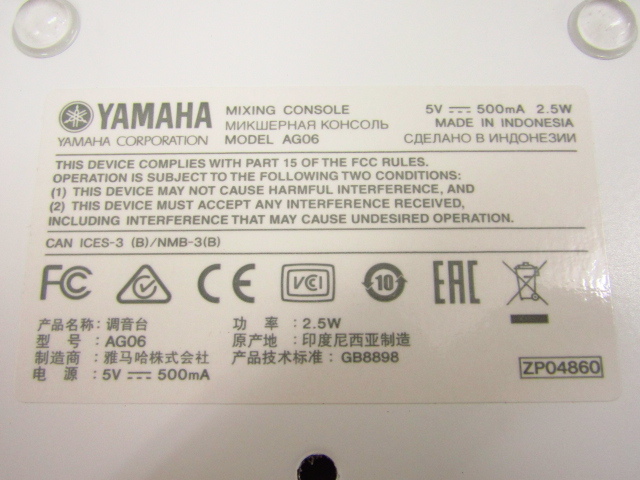 YAMAHA MIXING CONSOLE 5V ⎓ 500mA 2.5W
МИКШЕРНАЯ КОНСОЛЬ MADE IN INDONESIA
YAMAHA CORPORATION MODEL AG06 СДЕЛАНО В ИНДОНЕЗИИ
THIS DEVICE COMPLIES WITH PART 15 OF THE FCC RULES.
OPERATION IS SUBJECT TO THE FOLLOWING TWO CONDITIONS:
(1) THIS DEVICE MAY NOT CAUSE HARMFUL INTERFERENCE, AND
(2) THIS DEVICE MUST ACCEPT ANY INTERFERENCE RECEIVED,
INCLUDING INTERFERENCE THAT MAY CAUSE UNDESIRED OPERATION.
CAN ICES-3 (B)/NMB-3(B)
FC CE VCI 10 EAC
产品名称: 调音台 功 率: 2.5W
型 号: AG06 原产地: 印度尼西亚制造
制造商: 雅马哈株式会社 产品技术标准: GB8898
电 源: 5V ⎓ 500mA
ZP04860